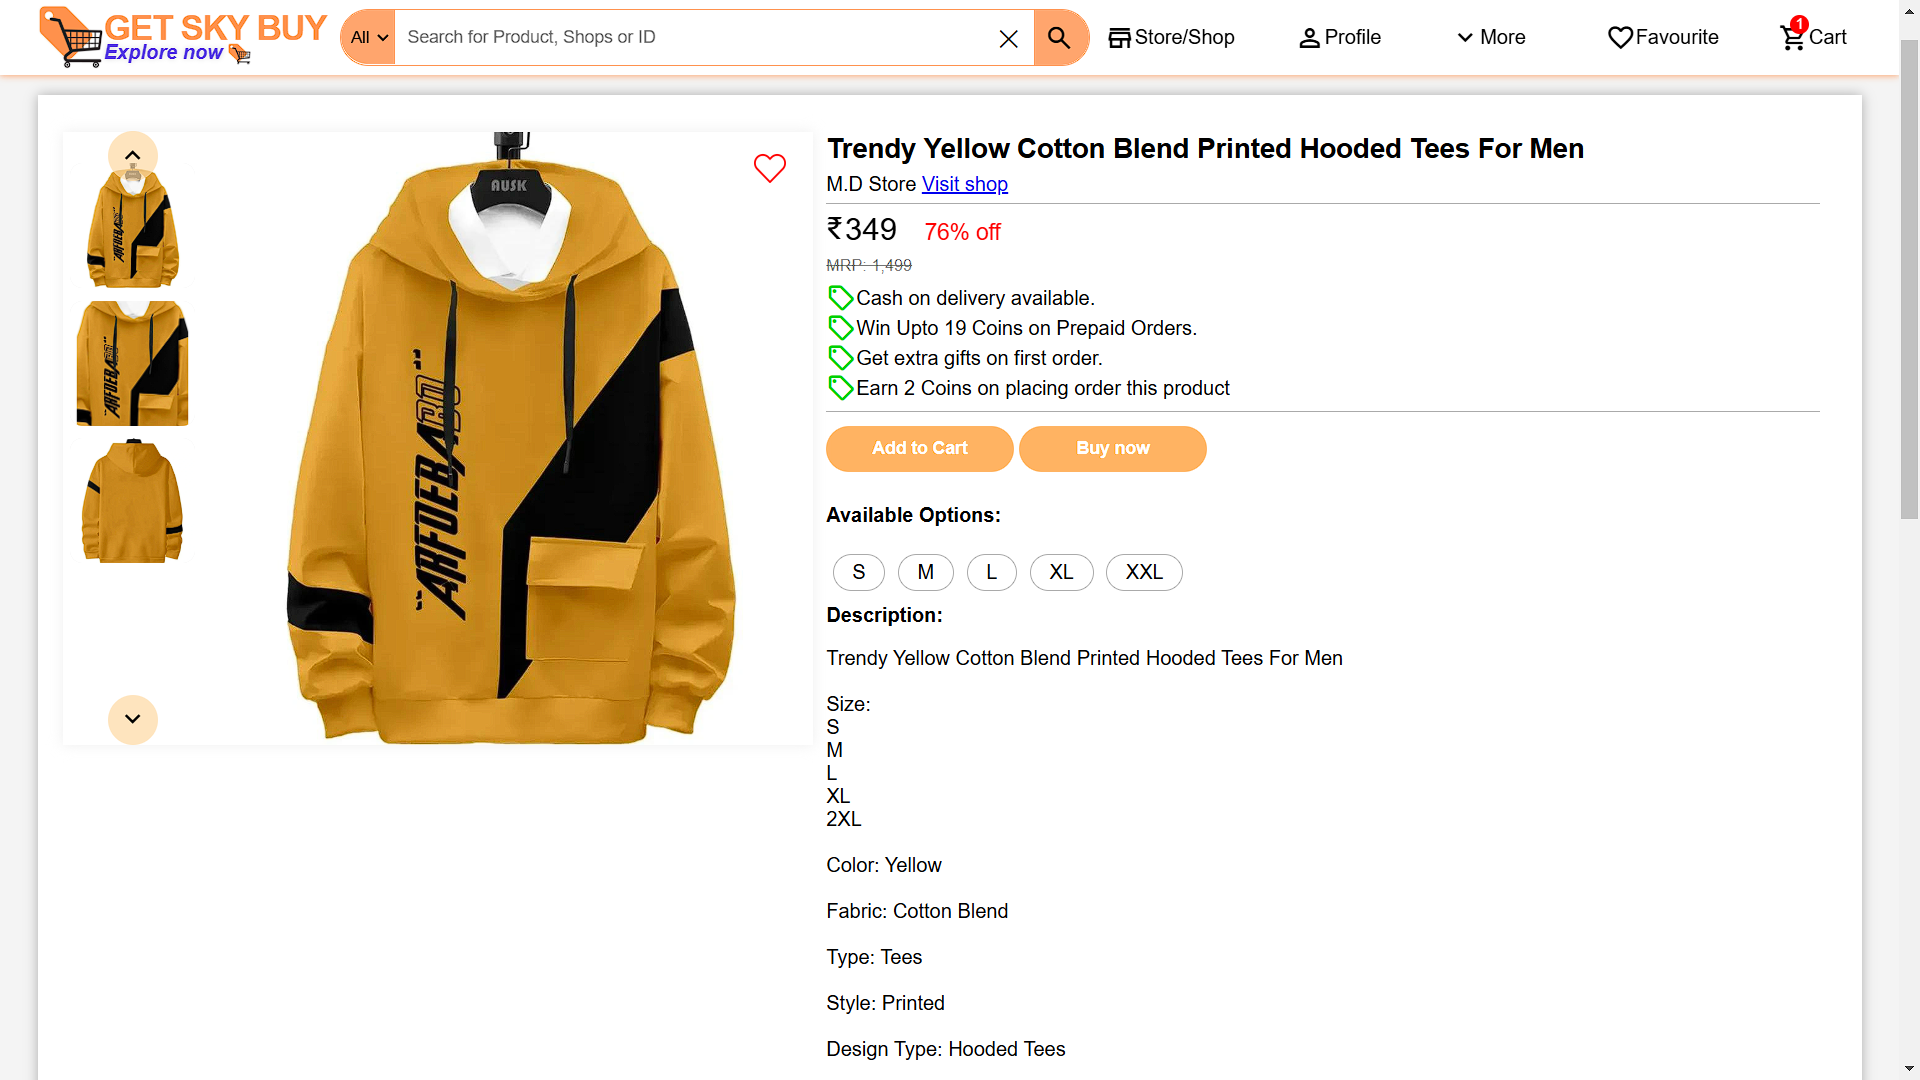 GET SKY BUY
Explore now
All
Search for Product, Shops or ID
Store/Shop
Profile
More
Favourite
1
Cart
AUSK
Trendy Yellow Cotton Blend Printed Hooded Tees For Men
M.D Store Visit shop
₹349 76% off
MRP: 1,499
Cash on delivery available.
Win Upto 19 Coins on Prepaid Orders.
Get extra gifts on first order.
Earn 2 Coins on placing order this product
Add to Cart
Buy now
Available Options:
S M L XL XXL
Description:
Trendy Yellow Cotton Blend Printed Hooded Tees For Men
Size:
S
M
L
XL
2XL
Color: Yellow
Fabric: Cotton Blend
Type: Tees
Style: Printed
Design Type: Hooded Tees